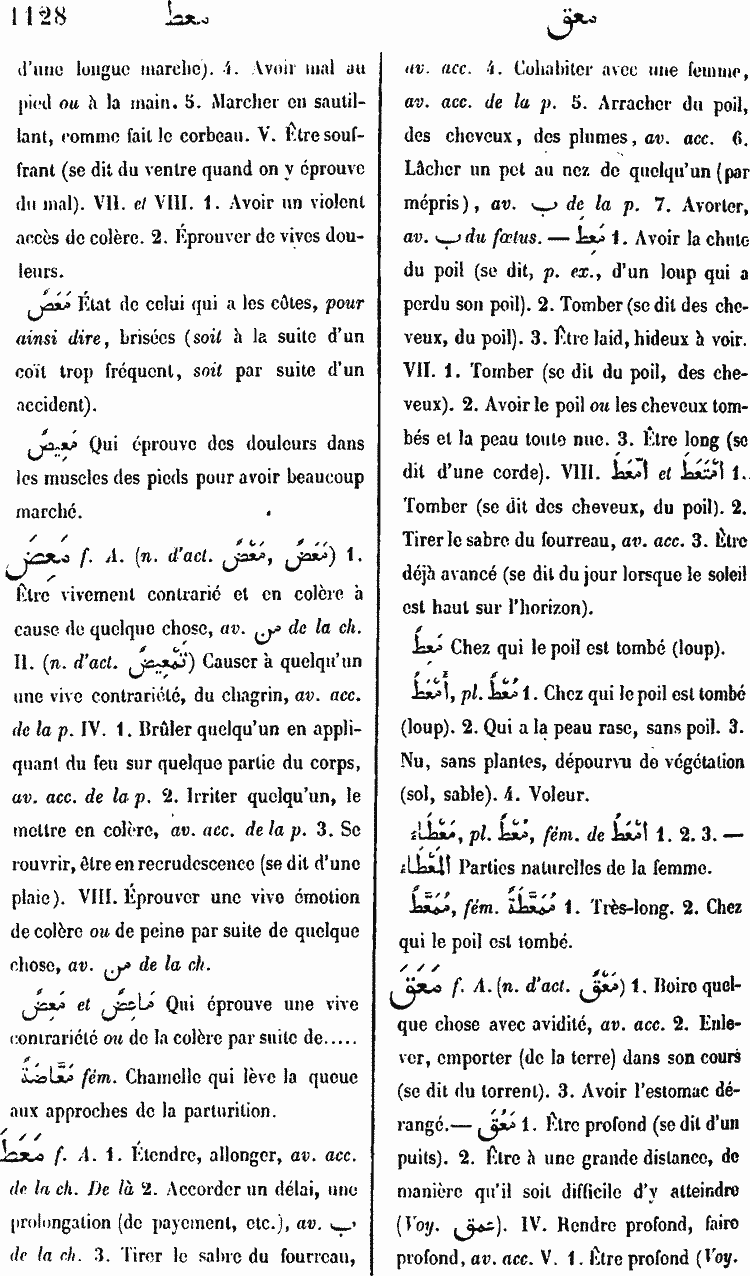 1128 معط معق
d'une longue marche). 4. Avoir mal au
pied ou à la main. 5. Marcher en sautil-
lant, comme fait le corbeau. V. Être souf-
frant (se dit du ventre quand on y éprouve
du mal). VII. et VIII. 1. Avoir un violent
accès de colère. 2. Éprouver de vives dou-
leurs.
مَعَصٌ État de celui qui a les côtes, pour
ainsi dire, brisées (soit à la suite d'un
coït trop fréquent, soit par suite d'un
accident).
مَعِيصٌ Qui éprouve des douleurs dans
les muscles des pieds pour avoir beaucoup
marché.
مَعِضَ f. A. (n. d'act. مَعْضٌ, مَعَضٌ) 1.
Être vivement contrarié et en colère à
cause de quelque chose, av. من de la ch.
II. (n. d'act. تَمْعِيضٌ) Causer à quelqu'un
une vive contrariété, du chagrin, av. acc.
de la p. IV. 1. Brûler quelqu'un en appli-
quant du feu sur quelque partie du corps,
av. acc. de la p. 2. Irriter quelqu'un, le
mettre en colère, av. acc. de la p. 3. Se
rouvrir, être en recrudescence (se dit d'une
plaie). VIII. Éprouver une vive émotion
de colère ou de peine par suite de quelque
chose, av. من de la ch.
مَاعِضٌ et مَعِضٌ Qui éprouve une vive
contrariété ou de la colère par suite de.....
مَعَّاضَةٌ fém. Chamelle qui lève la queue
aux approches de la parturition.
مَعَطَ f. A. 1. Étendre, allonger, av. acc.
de la ch. De là 2. Accorder un délai, une
prolongation (de payement, etc.), av. ب
de la ch. 3. Tirer le sabre du fourreau,
av. acc. 4. Cohabiter avec une femme,
av. acc. de la p. 5. Arracher du poil,
des cheveux, des plumes, av. acc. 6.
Lâcher un pet au nez de quelqu'un (par
mépris), av. ب de la p. 7. Avorter,
av. ب du fœtus. — مَعِطَ 1. Avoir la chute
du poil (se dit, p. ex., d'un loup qui a
perdu son poil). 2. Tomber (se dit des che-
veux, du poil). 3. Être laid, hideux à voir.
VII. 1. Tomber (se dit du poil, des che-
veux). 2. Avoir le poil ou les cheveux tom-
bés et la peau toute nue. 3. Être long (se
dit d'une corde). VIII. اِمْتَعَطَ et اِمَّعَطَ 1.
Tomber (se dit des cheveux, du poil). 2.
Tirer le sabre du fourreau, av. acc. 3. Être
déjà avancé (se dit du jour lorsque le soleil
est haut sur l'horizon).
مَعِطٌ Chez qui le poil est tombé (loup).
أَمْعَطُ, pl. مُعْطٌ 1. Chez qui le poil est tombé
(loup). 2. Qui a la peau rase, sans poil. 3.
Nu, sans plantes, dépourvu de végétation
(sol, sable). 4. Voleur.
مَعْطَاءُ, pl. مُعْطٌ, fém. de أَمْعَطُ 1. 2. 3. —
المَعْطَاءُ Parties naturelles de la femme.
مُمَعَّطٌ, fém. مُمَعَّطَةٌ 1. Très-long. 2. Chez
qui le poil est tombé.
مَعَقَ f. A. (n. d'act. مَعْقٌ) 1. Boire quel-
que chose avec avidité, av. acc. 2. Enle-
ver, emporter (de la terre) dans son cours
(se dit du torrent). 3. Avoir l'estomac dé-
rangé.— مَعُقَ 1. Être profond (se dit d'un
puits). 2. Être à une grande distance, de
manière qu'il soit difficile d'y atteindre
(Voy. عمق). IV. Rendre profond, faire
profond, av. acc. V. 1. Être profond (Voy.